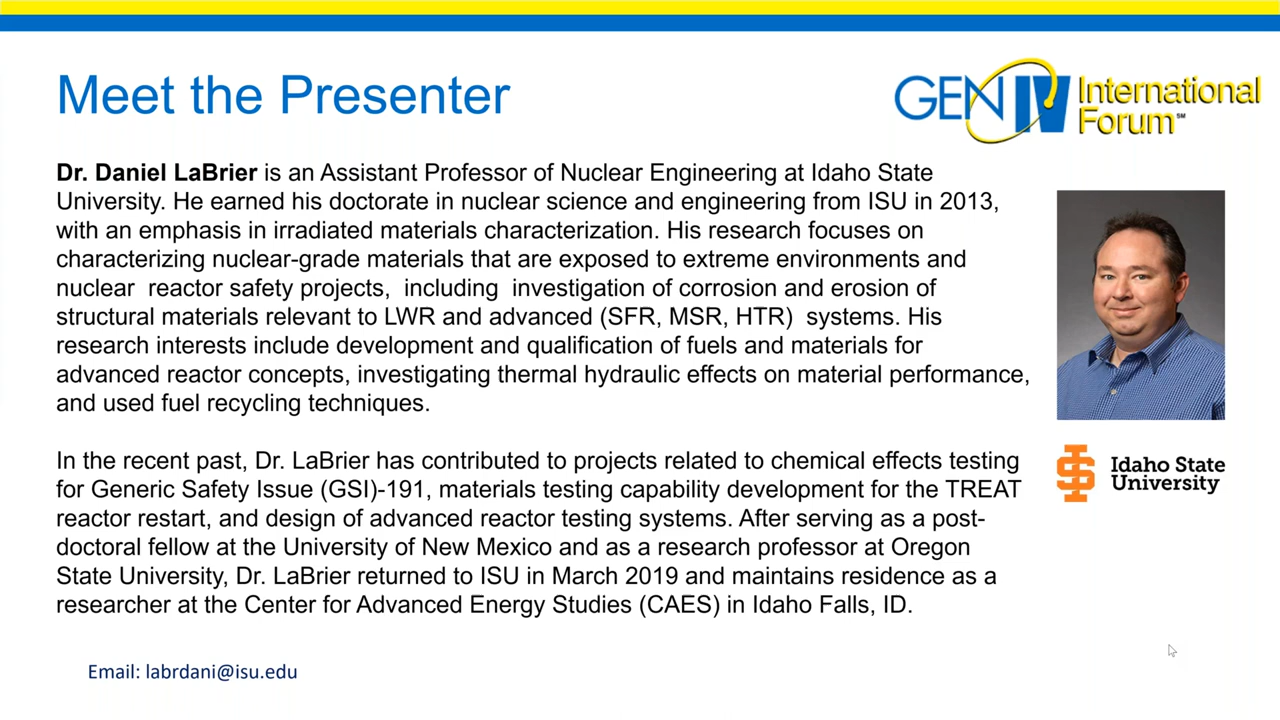 Meet the Presenter
GEN IV International
Forum℠
Dr. Daniel LaBrier is an Assistant Professor of Nuclear Engineering at Idaho State
University. He earned his doctorate in nuclear science and engineering from ISU in 2013,
with an emphasis in irradiated materials characterization. His research focuses on
characterizing nuclear-grade materials that are exposed to extreme environments and
nuclear reactor safety projects, including investigation of corrosion and erosion of
structural materials relevant to LWR and advanced (SFR, MSR, HTR) systems. His
research interests include development and qualification of fuels and materials for
advanced reactor concepts, investigating thermal hydraulic effects on material performance,
and used fuel recycling techniques.
In the recent past, Dr. LaBrier has contributed to projects related to chemical effects testing
for Generic Safety Issue (GSI)-191, materials testing capability development for the TREAT
reactor restart, and design of advanced reactor testing systems. After serving as a post-
doctoral fellow at the University of New Mexico and as a research professor at Oregon
State University, Dr. LaBrier returned to ISU in March 2019 and maintains residence as a
researcher at the Center for Advanced Energy Studies (CAES) in Idaho Falls, ID.
Idaho State
University
Email: labrdani@isu.edu